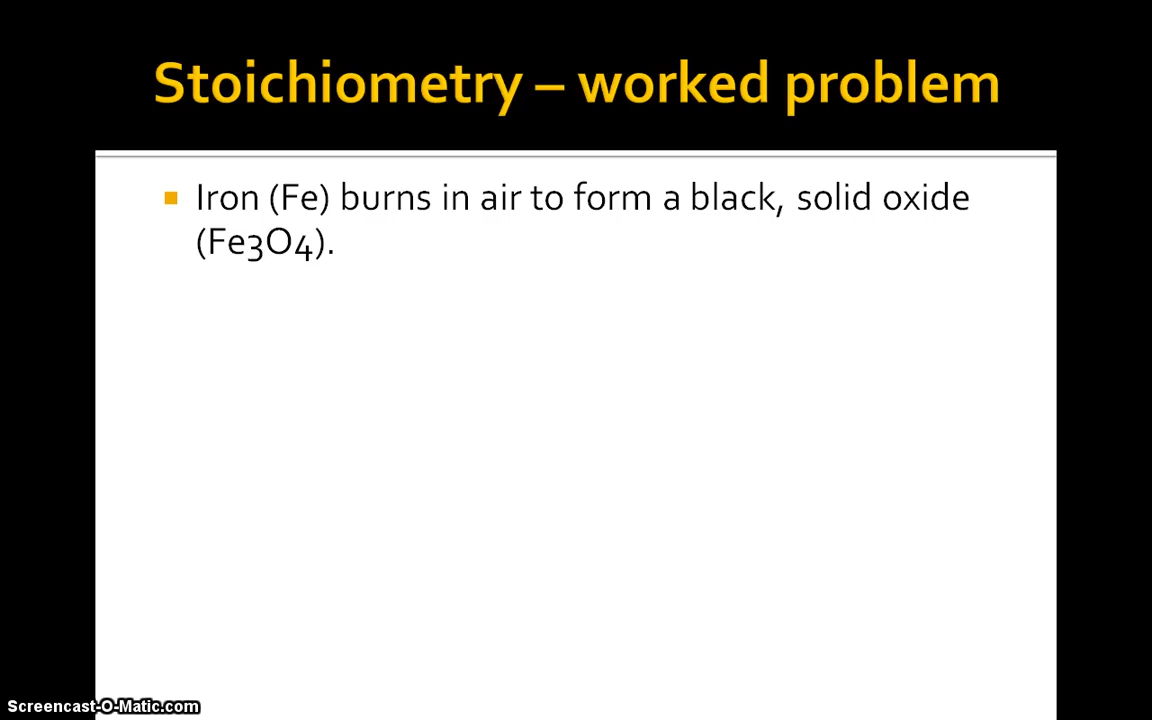 Stoichiometry – worked problem
Iron (Fe) burns in air to form a black, solid oxide
(Fe3O4).
Screencast-O-Matic.com